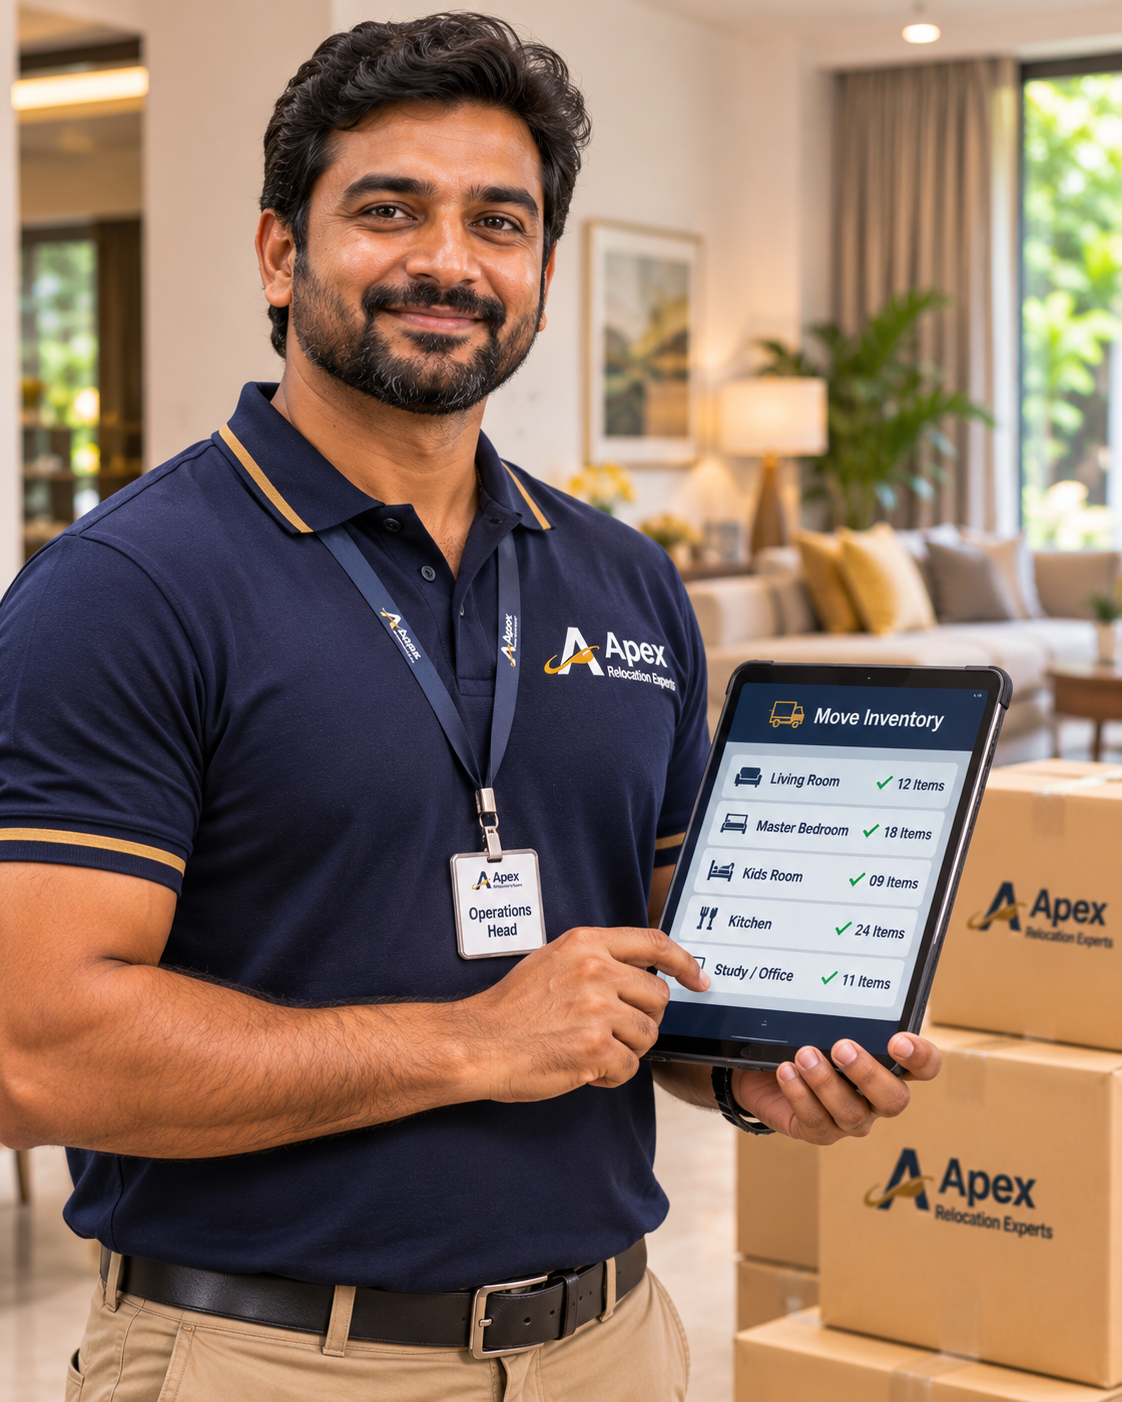 Apex
Relocation Experts
Apex
Operations
Head
Move Inventory
Living Room 12 Items
Master Bedroom 18 Items
Kids Room 09 Items
Kitchen 24 Items
Study / Office 11 Items
Apex
Relocation Experts
Apex
Relocation Experts